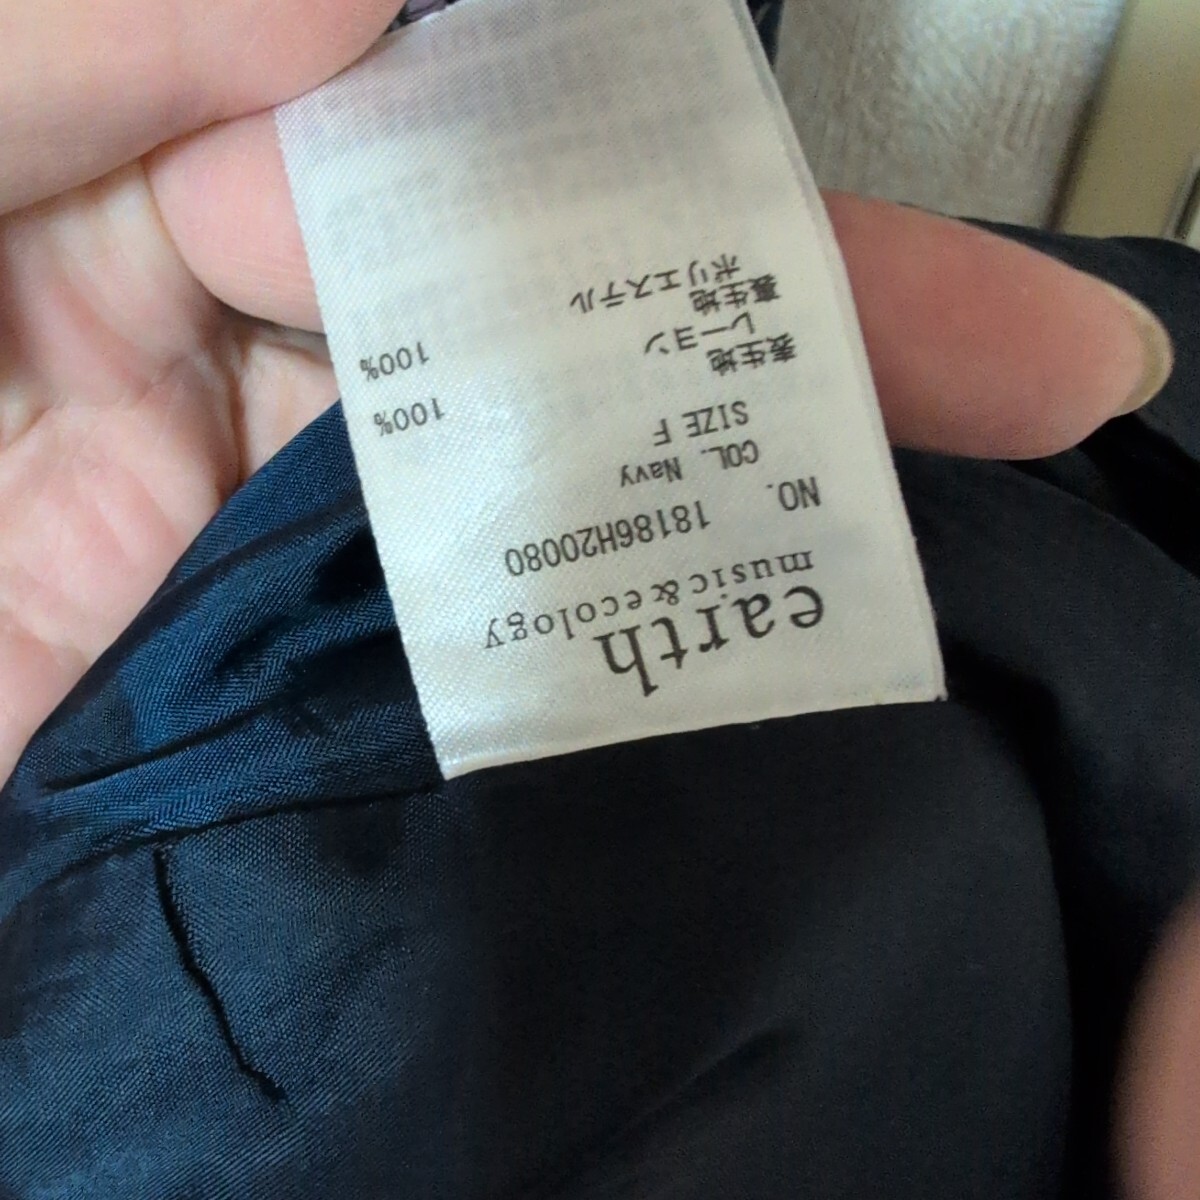 earth
music&ecology
NO. 18186H20080
COL. Navy
SIZE F
表生地
レーヨン 100%
裏生地
ポリエステル 100%